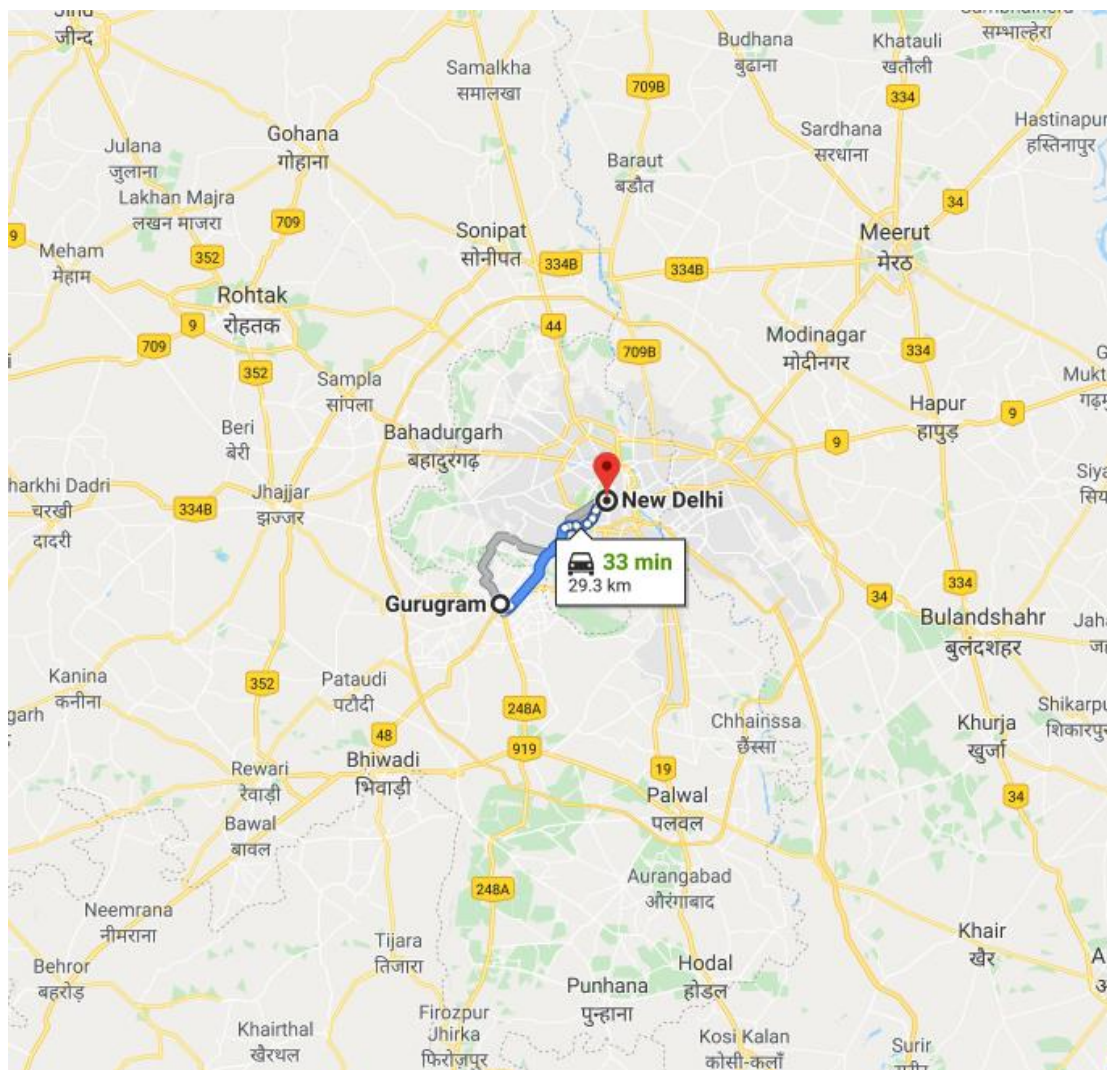 जीन्द
Samalkha
समालखा
709B
Budhana
बुढाना
Khatauli
खतौली
सम्भाल्हेरा
334
Gohana
गोहाना
Julana
जुलाना
Baraut
बडौत
Sardhana
सरधाना
Hastinapur
हस्तिनापुर
Lakhan Majra
लखन माजरा
709
34
Meham
मेहाम
352
Sonipat
सोनीपत
334B
334B
Meerut
मेरठ
9
Rohtak
रोहतक
9
709
352
44
709B
Modinagar
मोदीनगर
334
Sampla
सांपला
Beri
बेरी
Bahadurgarh
बहादुरगढ़
Hapur
हापुड़
9
9
चरखी
दादरी
334B
Jhajjar
झज्जर
New Delhi
33 min
29.3 km
Gurugram
34
334
Bulandshahr
बुलंदशहर
Kanina
कनीना
352
Pataudi
पटौदी
248A
Chhainssa
छैंस्सा
Khurja
खुर्जा
48
919
Bhiwadi
भिवाड़ी
Rewari
रेवाड़ी
19
Palwal
पलवल
34
Bawal
बावल
248A
Aurangabad
औरंगाबाद
Neemrana
नीमराना
Tijara
तिजारा
Khair
खैर
Behror
बहरोड़
Punhana
पुन्हाना
Hodal
होडल
Khairthal
खैरथल
Firozpur
Jhirka
फिरोज़पुर
Kosi Kalan
कोसी-कलाँ
Surir